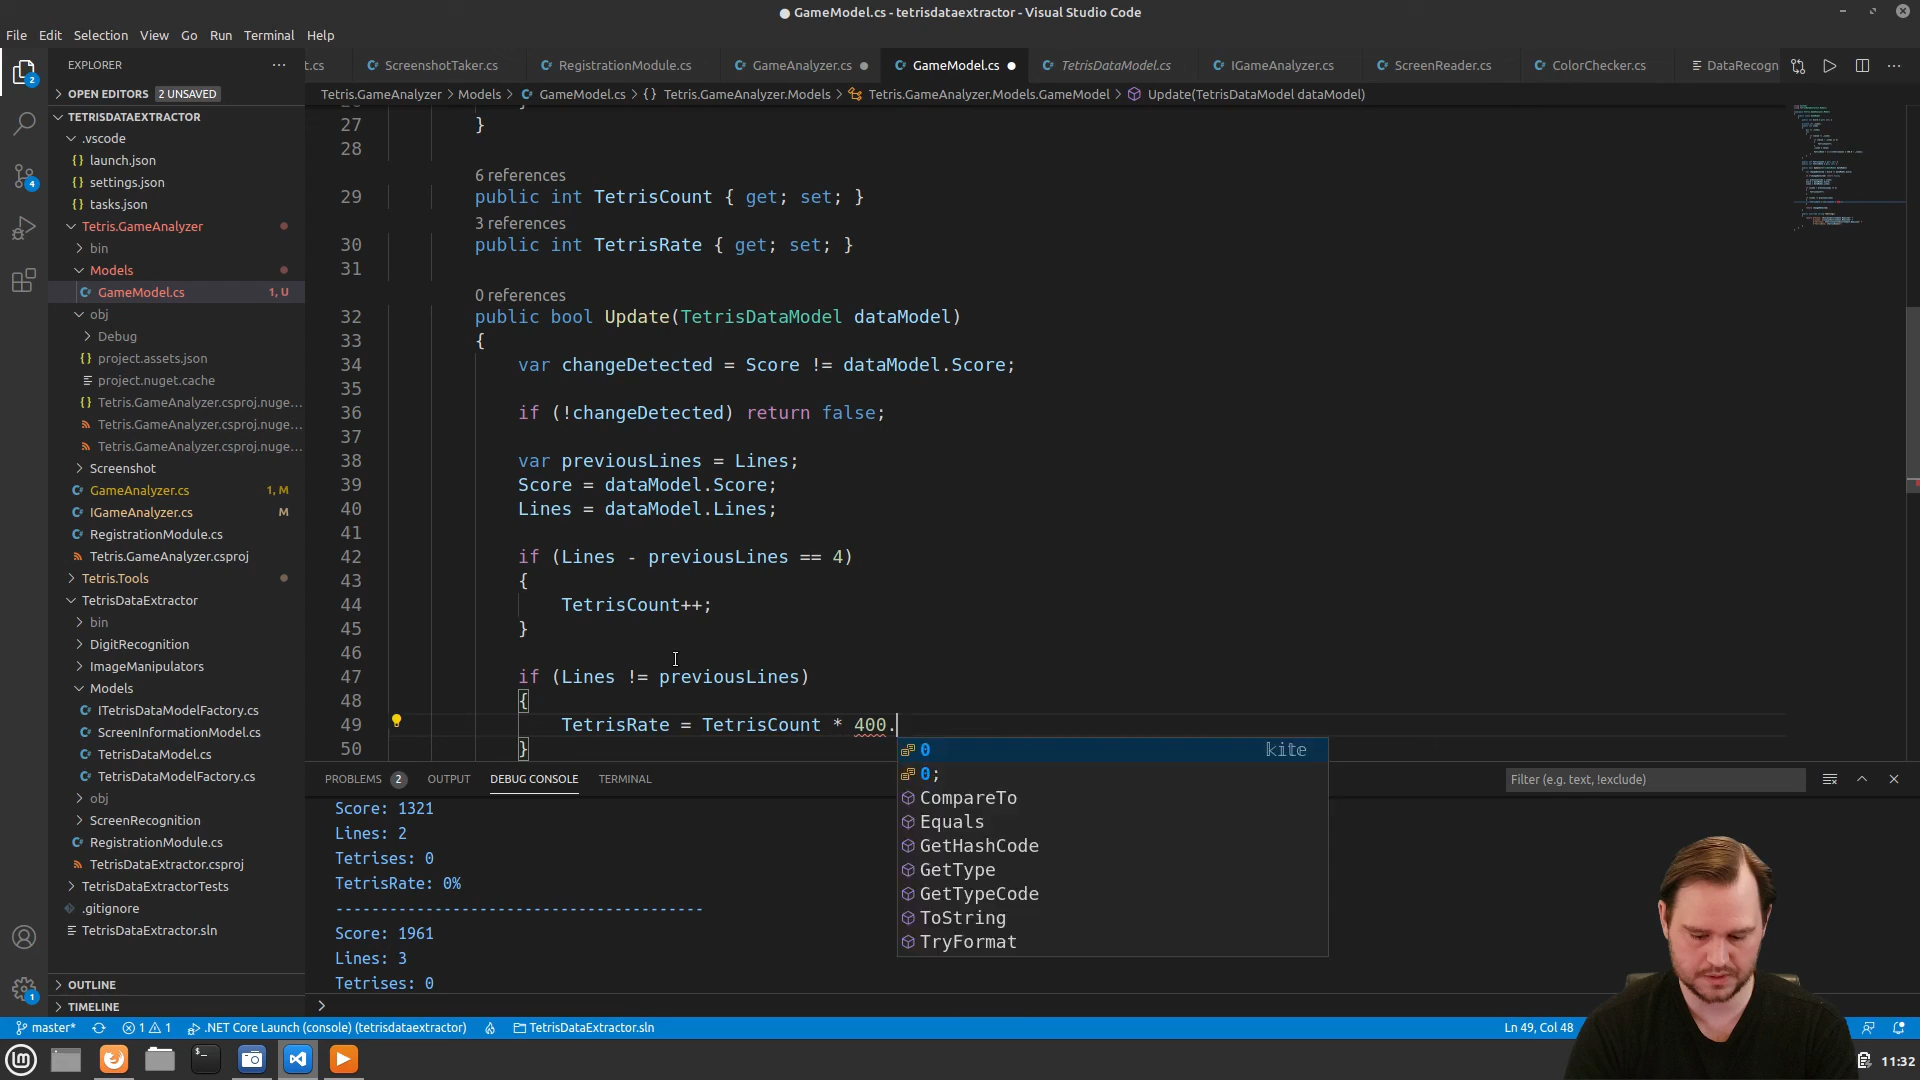 GameModel.cs - tetrisdataextractor - Visual Studio Code
File Edit Selection View Go Run Terminal Help
EXPLORER
t.cs ScreenshotTaker.cs RegistrationModule.cs GameAnalyzer.cs GameModel.cs TetrisDataModel.cs IGameAnalyzer.cs ScreenReader.cs ColorChecker.cs DataRecogn
OPEN EDITORS 2 UNSAVED
Tetris.GameAnalyzer > Models > GameModel.cs > {} Tetris.GameAnalyzer.Models > Tetris.GameAnalyzer.Models.GameModel > Update(TetrisDataModel dataModel)
TETRISDATAEXTRACTOR
.vscode
launch.json
settings.json
tasks.json
Tetris.GameAnalyzer
bin
Models
GameModel.cs 1, U
obj
Debug
project.assets.json
project.nuget.cache
Tetris.GameAnalyzer.csproj.nuge...
Tetris.GameAnalyzer.csproj.nuge...
Tetris.GameAnalyzer.csproj.nuge...
Screenshot
GameAnalyzer.cs 1, M
IGameAnalyzer.cs M
RegistrationModule.cs
Tetris.GameAnalyzer.csproj
Tetris.Tools
TetrisDataExtractor
bin
DigitRecognition
ImageManipulators
Models
ITetrisDataModelFactory.cs
ScreenInformationModel.cs
TetrisDataModel.cs
TetrisDataModelFactory.cs
obj
ScreenRecognition
RegistrationModule.cs
TetrisDataExtractor.csproj
TetrisDataExtractorTests
.gitignore
TetrisDataExtractor.sln
OUTLINE
TIMELINE
27 }
28
6 references
29 public int TetrisCount { get; set; }
3 references
30 public int TetrisRate { get; set; }
31
0 references
32 public bool Update(TetrisDataModel dataModel)
33 {
34 var changeDetected = Score != dataModel.Score;
35
36 if (!changeDetected) return false;
37
38 var previousLines = Lines;
39 Score = dataModel.Score;
40 Lines = dataModel.Lines;
41
42 if (Lines - previousLines == 4)
43 {
44 TetrisCount++;
45 }
46
47 if (Lines != previousLines)
48 {
49 TetrisRate = TetrisCount * 400.
50 }
0 kite
0;
CompareTo
Equals
GetHashCode
GetType
GetTypeCode
ToString
TryFormat
PROBLEMS 2 OUTPUT DEBUG CONSOLE TERMINAL Filter (e.g. text, !exclude)
Score: 1321
Lines: 2
Tetrises: 0
TetrisRate: 0%
----------------------------------------
Score: 1961
Lines: 3
Tetrises: 0
>
2
4
1
master* 1 1 .NET Core Launch (console) (tetrisdataextractor) TetrisDataExtractor.sln Ln 49, Col 48
11:32